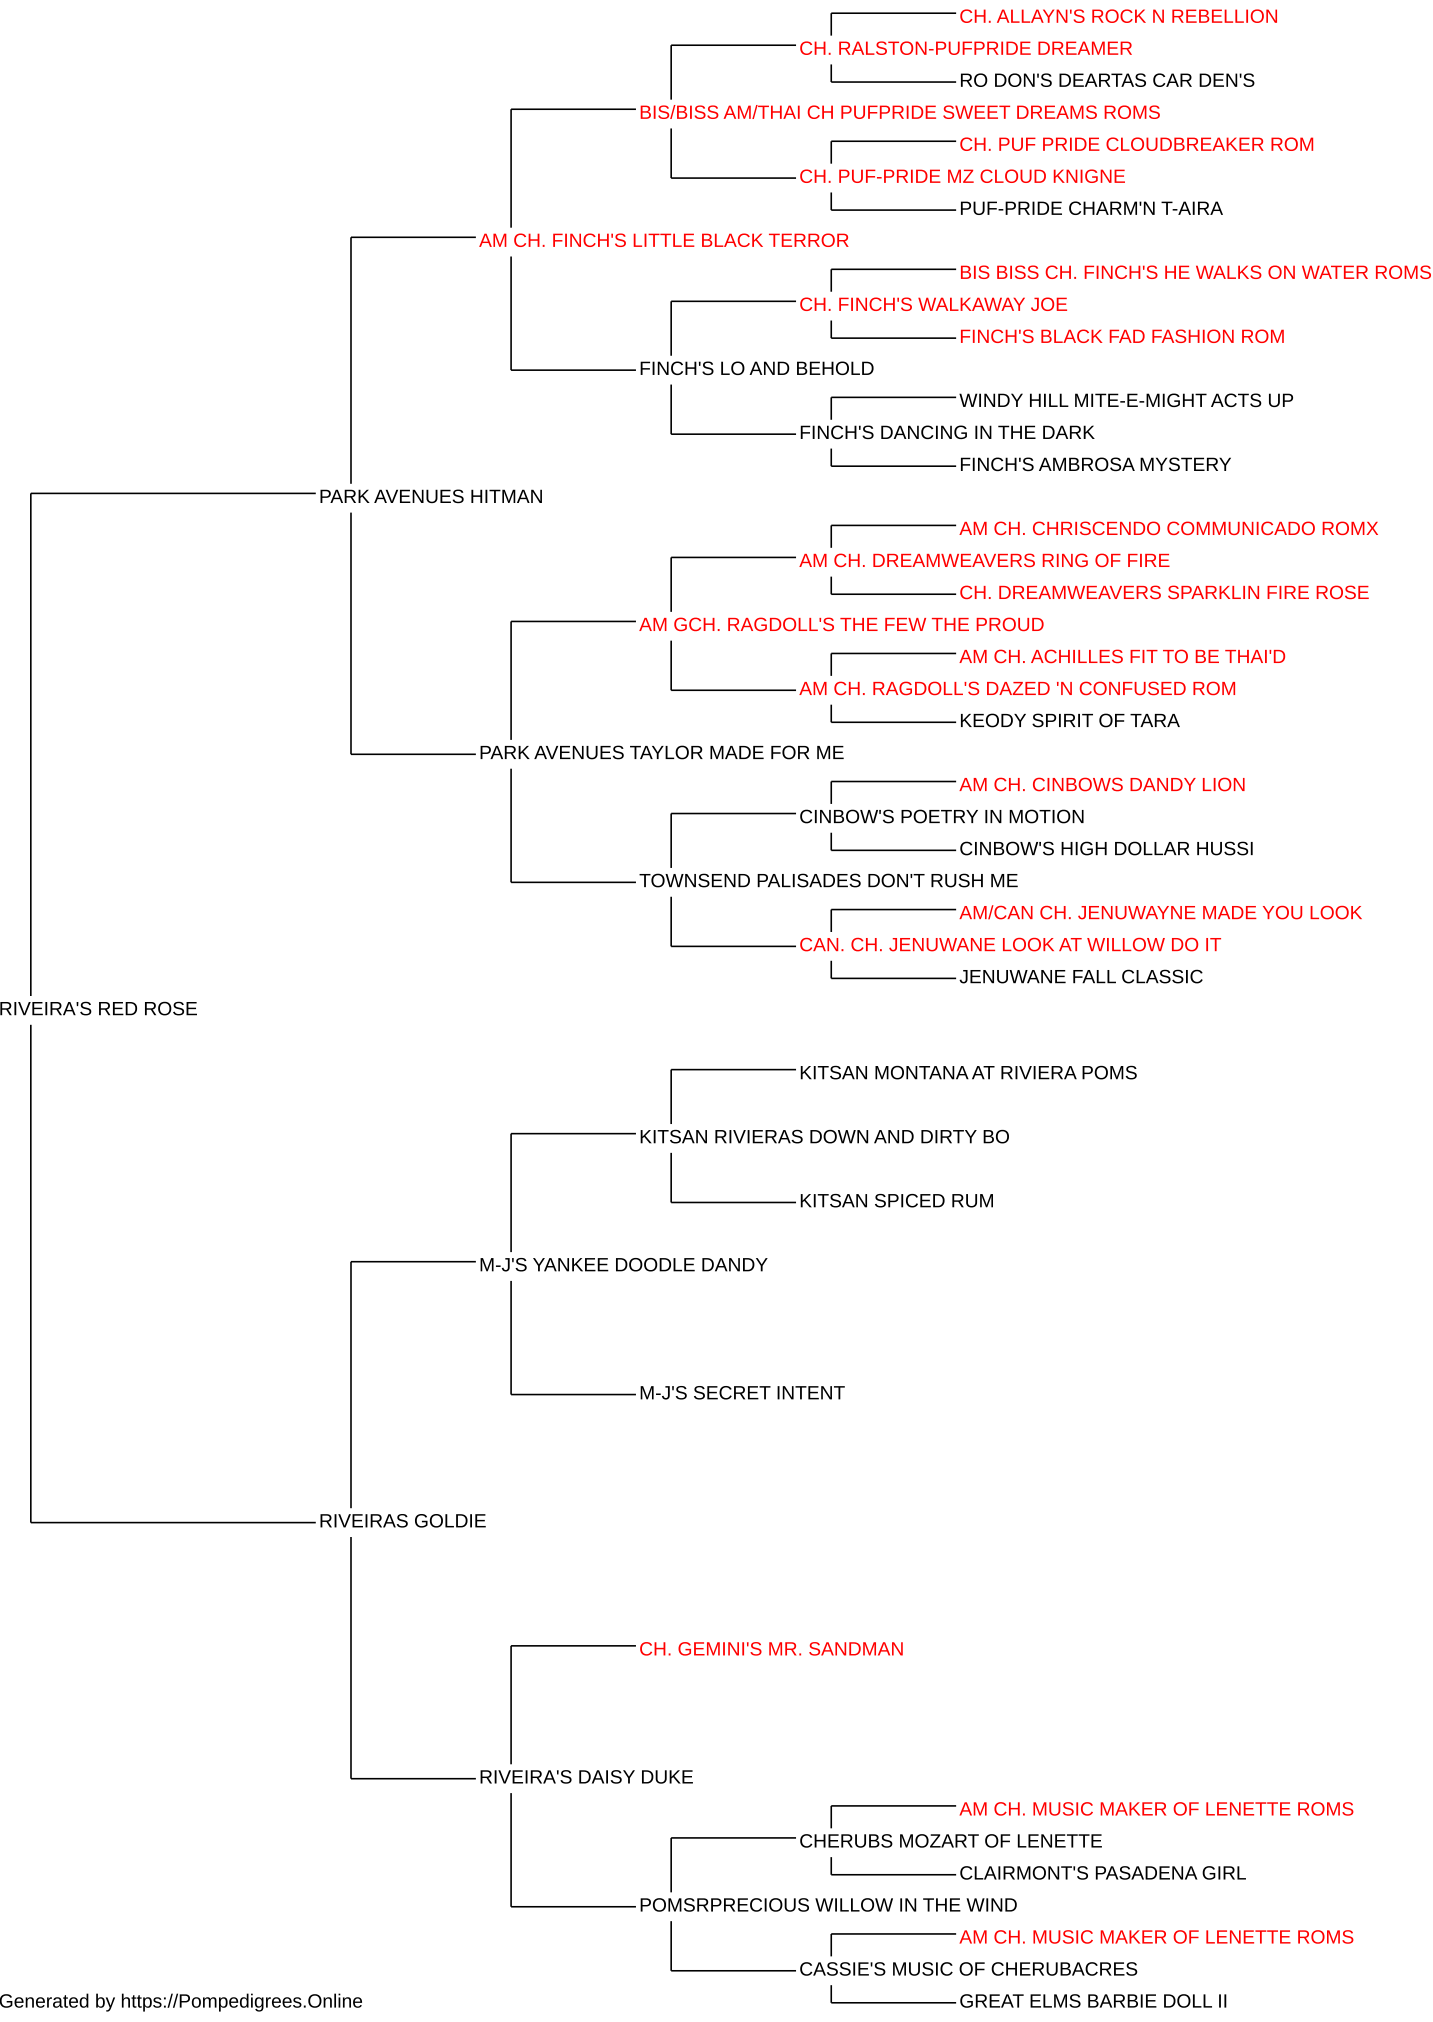 CH. ALLAYN'S ROCK N REBELLION
CH. RALSTON-PUFPRIDE DREAMER
RO DON'S DEARTAS CAR DEN'S
BIS/BISS AM/THAI CH PUFPRIDE SWEET DREAMS ROMS
CH. PUF PRIDE CLOUDBREAKER ROM
CH. PUF-PRIDE MZ CLOUD KNIGNE
PUF-PRIDE CHARM'N T-AIRA
AM CH. FINCH'S LITTLE BLACK TERROR
BIS BISS CH. FINCH'S HE WALKS ON WATER ROMS
CH. FINCH'S WALKAWAY JOE
FINCH'S BLACK FAD FASHION ROM
FINCH'S LO AND BEHOLD
WINDY HILL MITE-E-MIGHT ACTS UP
FINCH'S DANCING IN THE DARK
FINCH'S AMBROSA MYSTERY
PARK AVENUES HITMAN
AM CH. CHRISCENDO COMMUNICADO ROMX
AM CH. DREAMWEAVERS RING OF FIRE
CH. DREAMWEAVERS SPARKLIN FIRE ROSE
AM GCH. RAGDOLL'S THE FEW THE PROUD
AM CH. ACHILLES FIT TO BE THAI'D
AM CH. RAGDOLL'S DAZED 'N CONFUSED ROM
KEODY SPIRIT OF TARA
PARK AVENUES TAYLOR MADE FOR ME
AM CH. CINBOWS DANDY LION
CINBOW'S POETRY IN MOTION
CINBOW'S HIGH DOLLAR HUSSI
TOWNSEND PALISADES DON'T RUSH ME
AM/CAN CH. JENUWAYNE MADE YOU LOOK
CAN. CH. JENUWANE LOOK AT WILLOW DO IT
JENUWANE FALL CLASSIC
RIVEIRA'S RED ROSE
KITSAN MONTANA AT RIVIERA POMS
KITSAN RIVIERAS DOWN AND DIRTY BO
KITSAN SPICED RUM
M-J'S YANKEE DOODLE DANDY
M-J'S SECRET INTENT
RIVEIRAS GOLDIE
CH. GEMINI'S MR. SANDMAN
RIVEIRA'S DAISY DUKE
AM CH. MUSIC MAKER OF LENETTE ROMS
CHERUBS MOZART OF LENETTE
CLAIRMONT'S PASADENA GIRL
POMSRPRECIOUS WILLOW IN THE WIND
AM CH. MUSIC MAKER OF LENETTE ROMS
CASSIE'S MUSIC OF CHERUBACRES
GREAT ELMS BARBIE DOLL II
Generated by https://Pompedigrees.Online